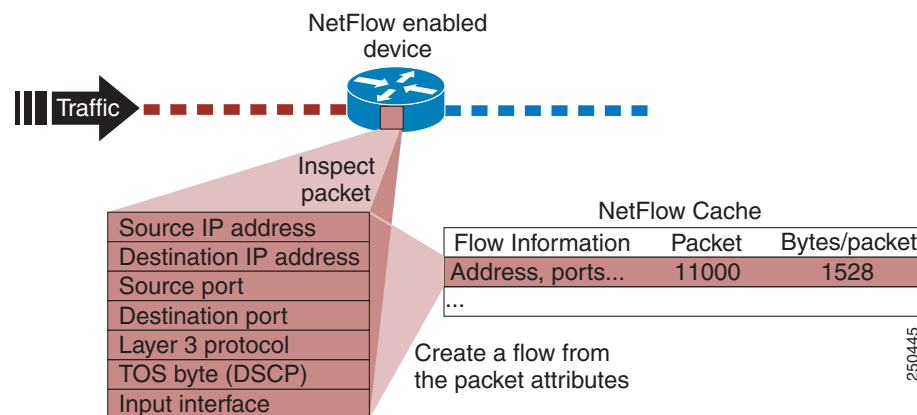 NetFlow enabled
device
Traffic
Inspect
packet
Source IP address
Destination IP address
Source port
Destination port
Layer 3 protocol
TOS byte (DSCP)
Input interface
NetFlow Cache
Flow Information Packet Bytes/packet
Address, ports... 11000 1528
...
Create a flow from
the packet attributes
250445